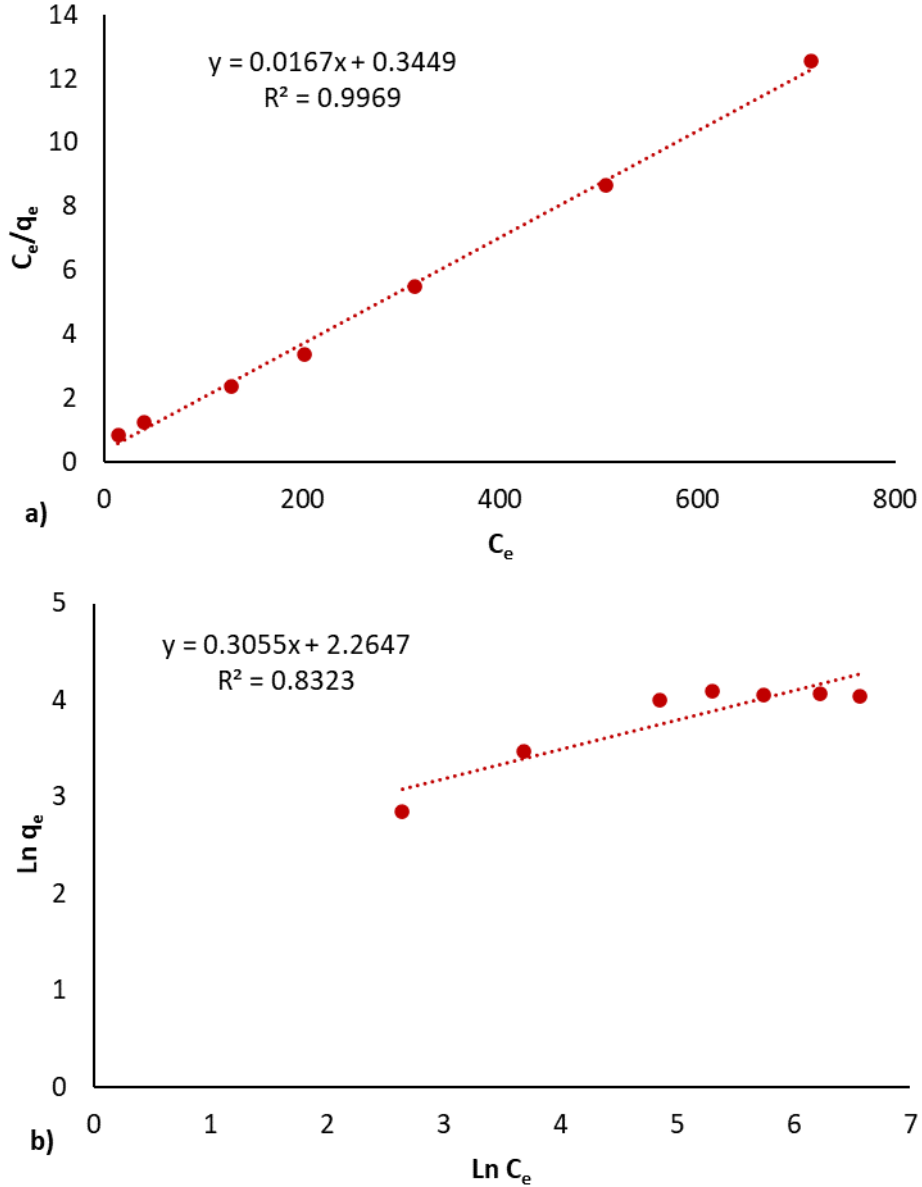 14
12
10
8
6
4
2
0
y = 0.0167x + 0.3449
R² = 0.9969
Cₑ/qₑ
0 200 400 600 800
a)
Cₑ
5
4
3
2
1
0
y = 0.3055x + 2.2647
R² = 0.8323
Ln qₑ
0 1 2 3 4 5 6 7
b)
Ln Cₑ